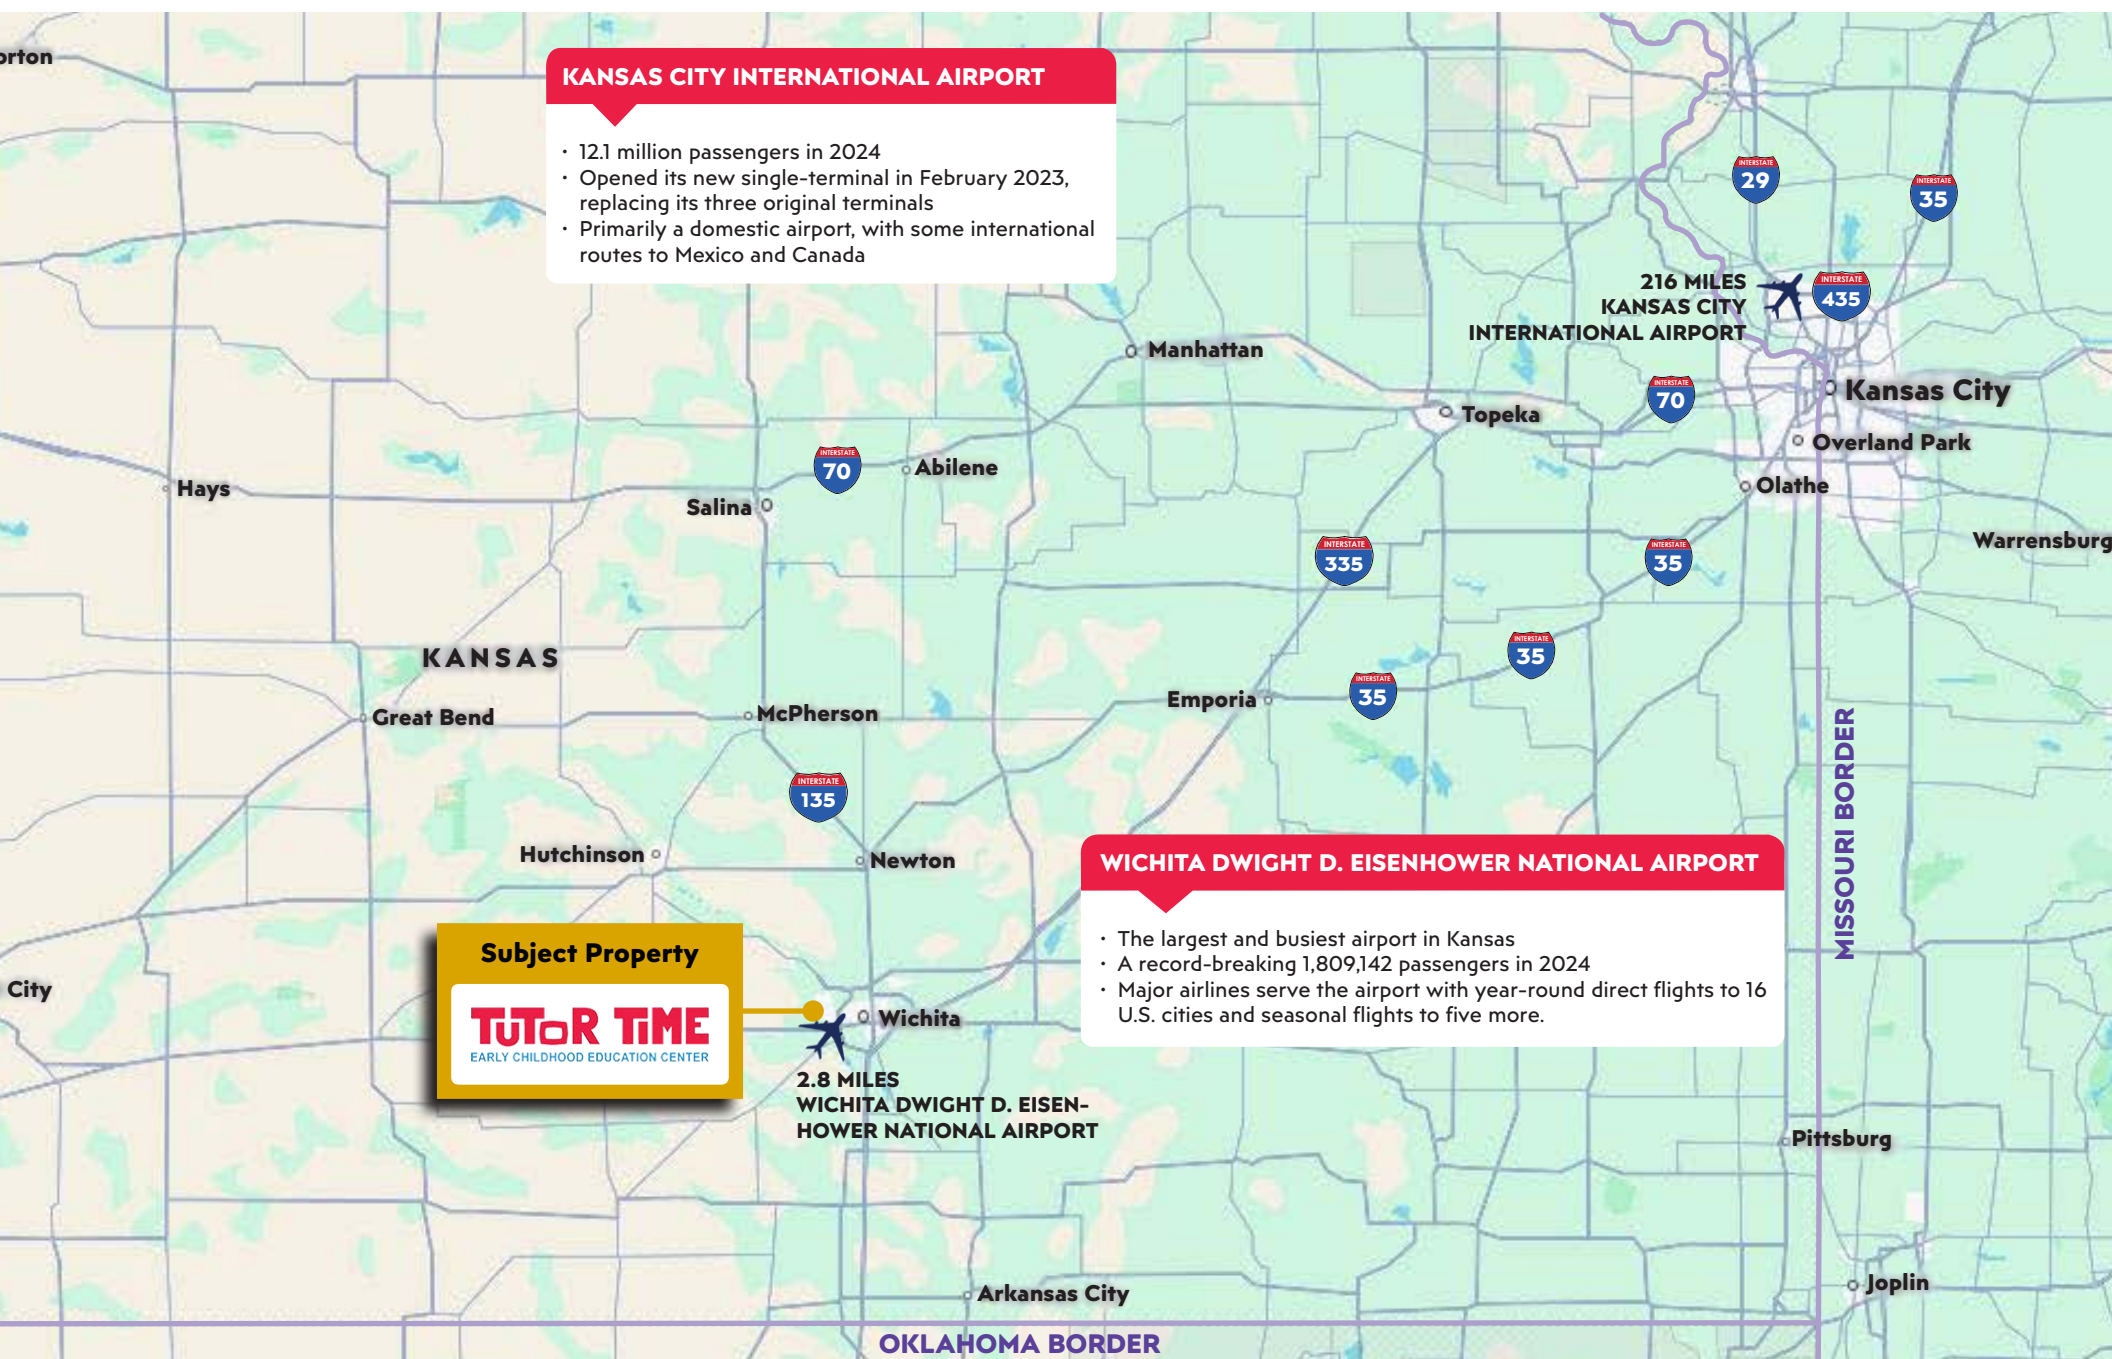 orton
KANSAS CITY INTERNATIONAL AIRPORT
• 12.1 million passengers in 2024
• Opened its new single-terminal in February 2023,
replacing its three original terminals
• Primarily a domestic airport, with some international
routes to Mexico and Canada
INTERSTATE
29
INTERSTATE
35
216 MILES
KANSAS CITY
INTERNATIONAL AIRPORT
INTERSTATE
435
Manhattan
INTERSTATE
70
Kansas City
Topeka
Overland Park
INTERSTATE
70
Abilene
Hays
Salina
Olathe
Warrensburg
INTERSTATE
335
INTERSTATE
35
KANSAS
INTERSTATE
35
INTERSTATE
35
Emporia
Great Bend
McPherson
MISSOURI BORDER
INTERSTATE
135
Hutchinson
Newton
WICHITA DWIGHT D. EISENHOWER NATIONAL AIRPORT
• The largest and busiest airport in Kansas
• A record-breaking 1,809,142 passengers in 2024
• Major airlines serve the airport with year-round direct flights to 16
U.S. cities and seasonal flights to five more.
Subject Property
TUTOR TIME
EARLY CHILDHOOD EDUCATION CENTER
City
Wichita
2.8 MILES
WICHITA DWIGHT D. EISEN-
HOWER NATIONAL AIRPORT
Pittsburg
Arkansas City
Joplin
OKLAHOMA BORDER